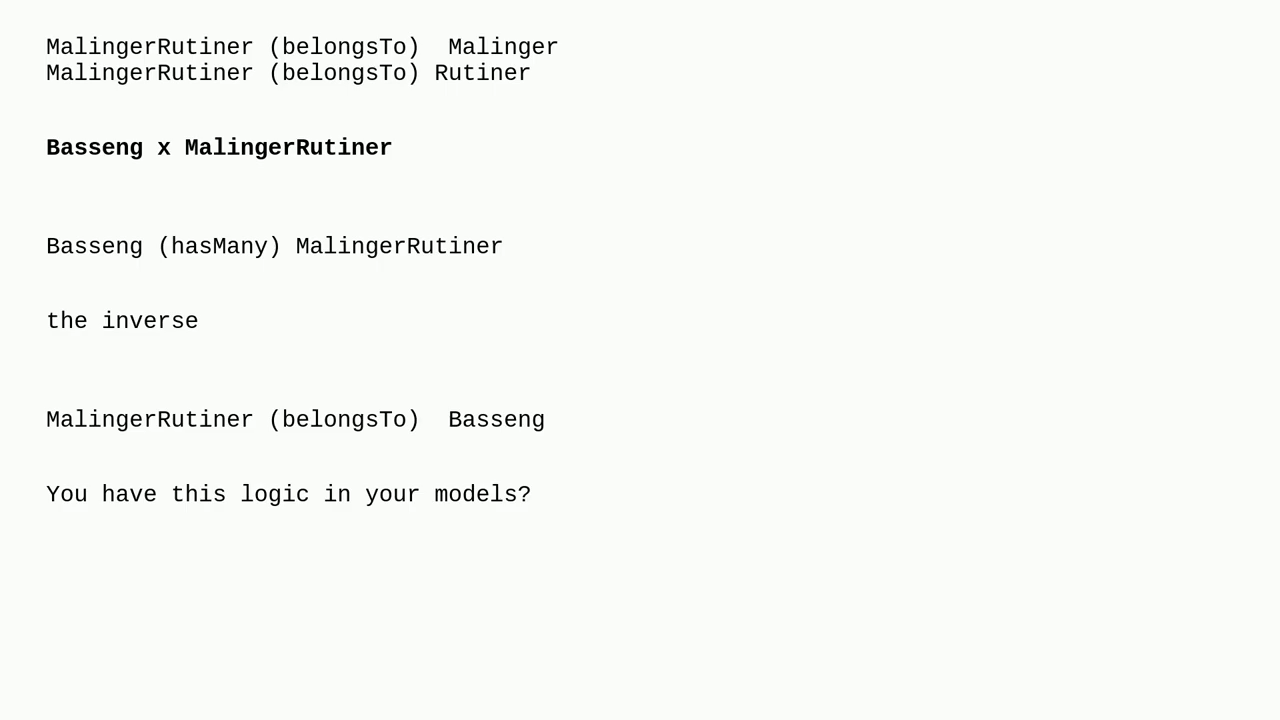 MalingerRutiner (belongsTo)  Malinger
MalingerRutiner (belongsTo) Rutiner
Basseng x MalingerRutiner
Basseng (hasMany) MalingerRutiner
the inverse
MalingerRutiner (belongsTo)  Basseng
You have this logic in your models?